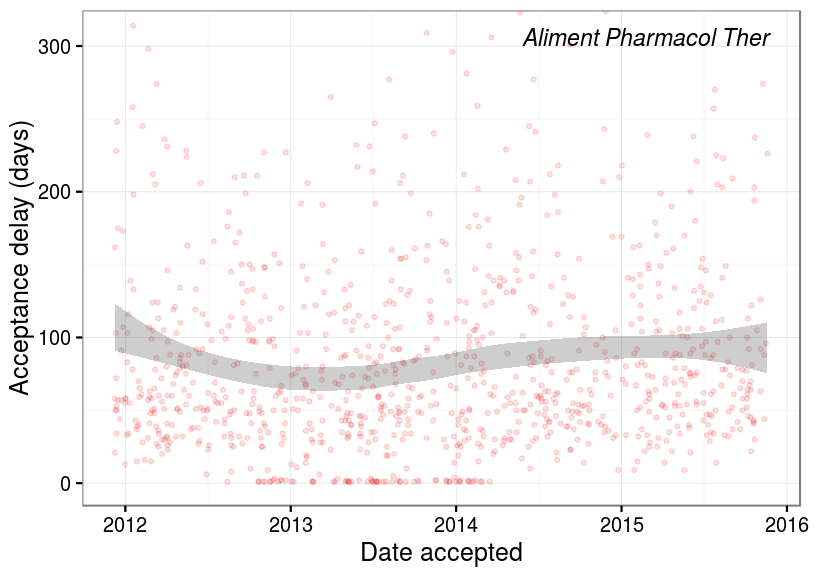 Aliment Pharmacol Ther
Acceptance delay (days)
300
200
100
0
2012 2013 2014 2015 2016
Date accepted